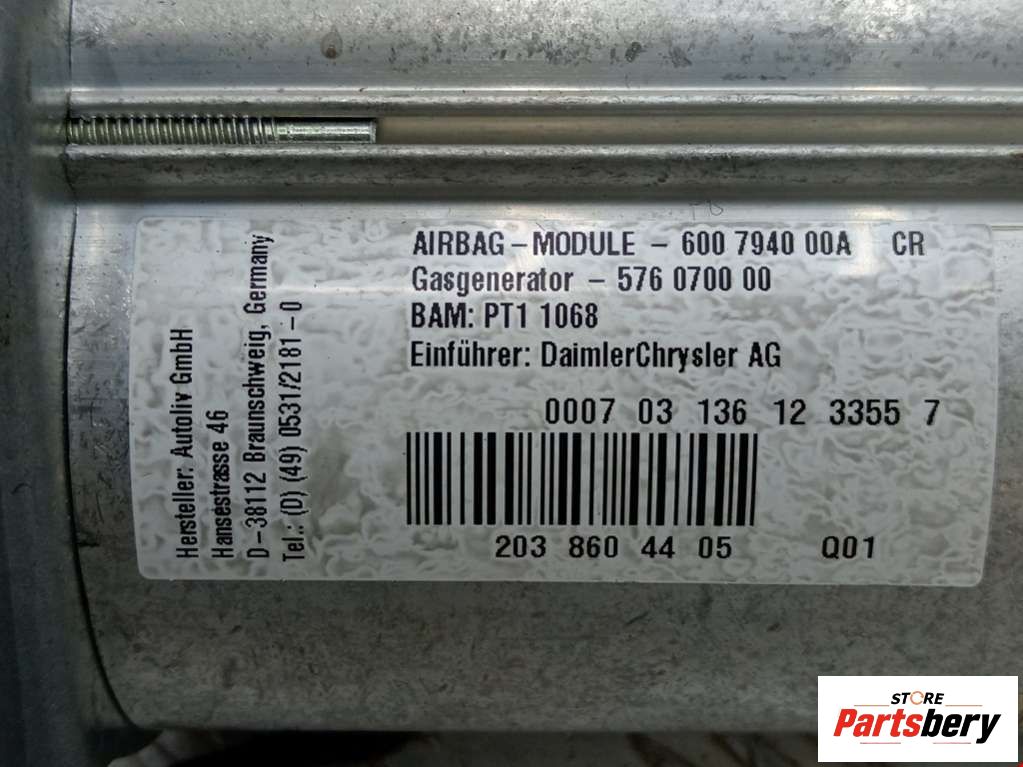 AIRBAG – MODULE – 600 7940 00A CR
Gasgenerator – 576 0700 00
BAM: PT1 1068
Einführer: DaimlerChrysler AG
0007 03 136 12 3355 7
203 860 44 05 Q01
Hersteller: Autoliv GmbH
Hansestrasse 46
D–38112 Braunschweig, Germany
Tel.: (D) (49) 0531/2181 – 0
STORE
Partsbery